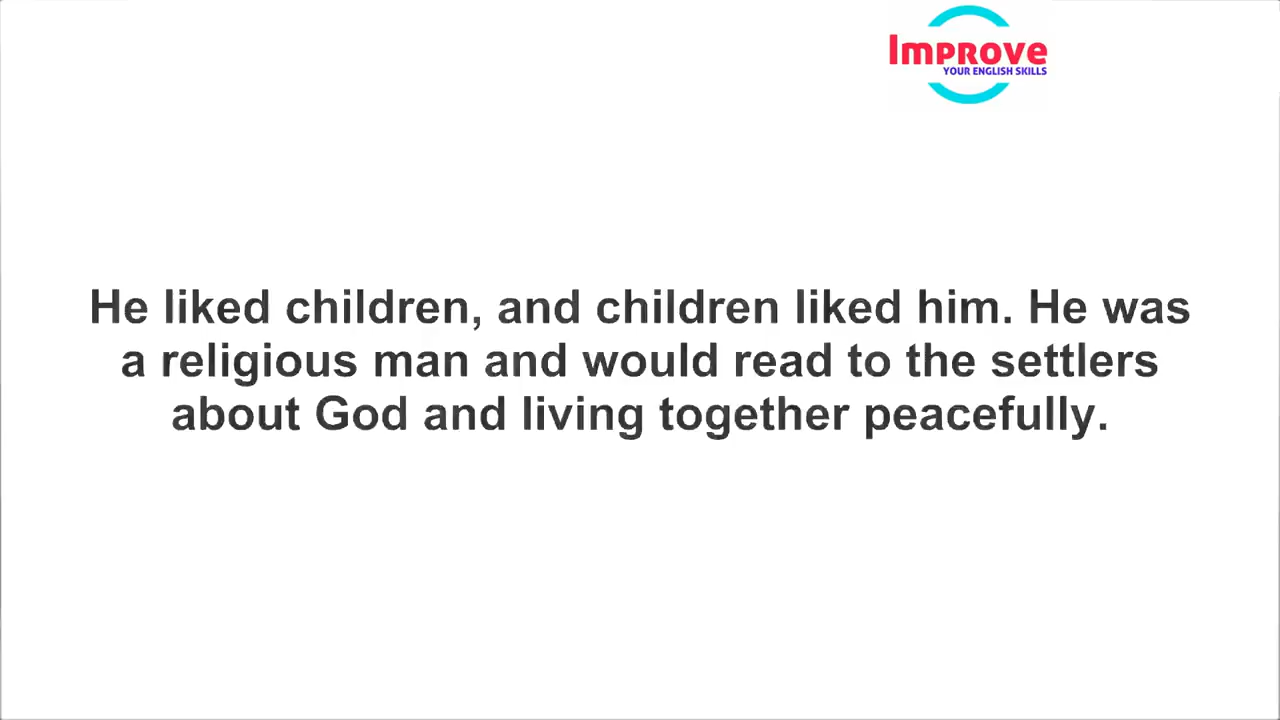 Improve
YOUR ENGLISH SKILLS
He liked children, and children liked him. He was
a religious man and would read to the settlers
about God and living together peacefully.